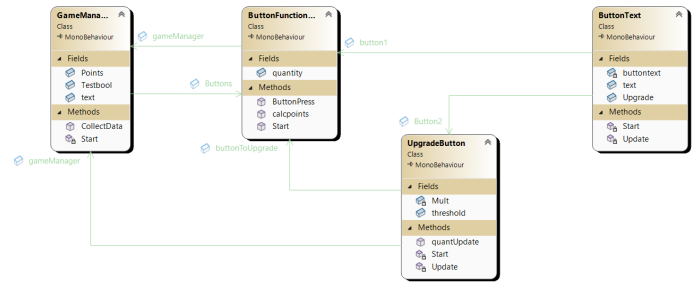 GameMana...
Class
MonoBehaviour
Fields
Points
Testbool
text
Methods
CollectData
Start
gameManager
Buttons
ButtonFunction...
Class
MonoBehaviour
Fields
quantity
Methods
ButtonPress
calcpoints
Start
button1
ButtonText
Class
MonoBehaviour
Fields
buttontext
text
Upgrade
Methods
Start
Update
Button2
buttonToUpgrade
gameManager
UpgradeButton
Class
MonoBehaviour
Fields
Mult
threshold
Methods
quantUpdate
Start
Update